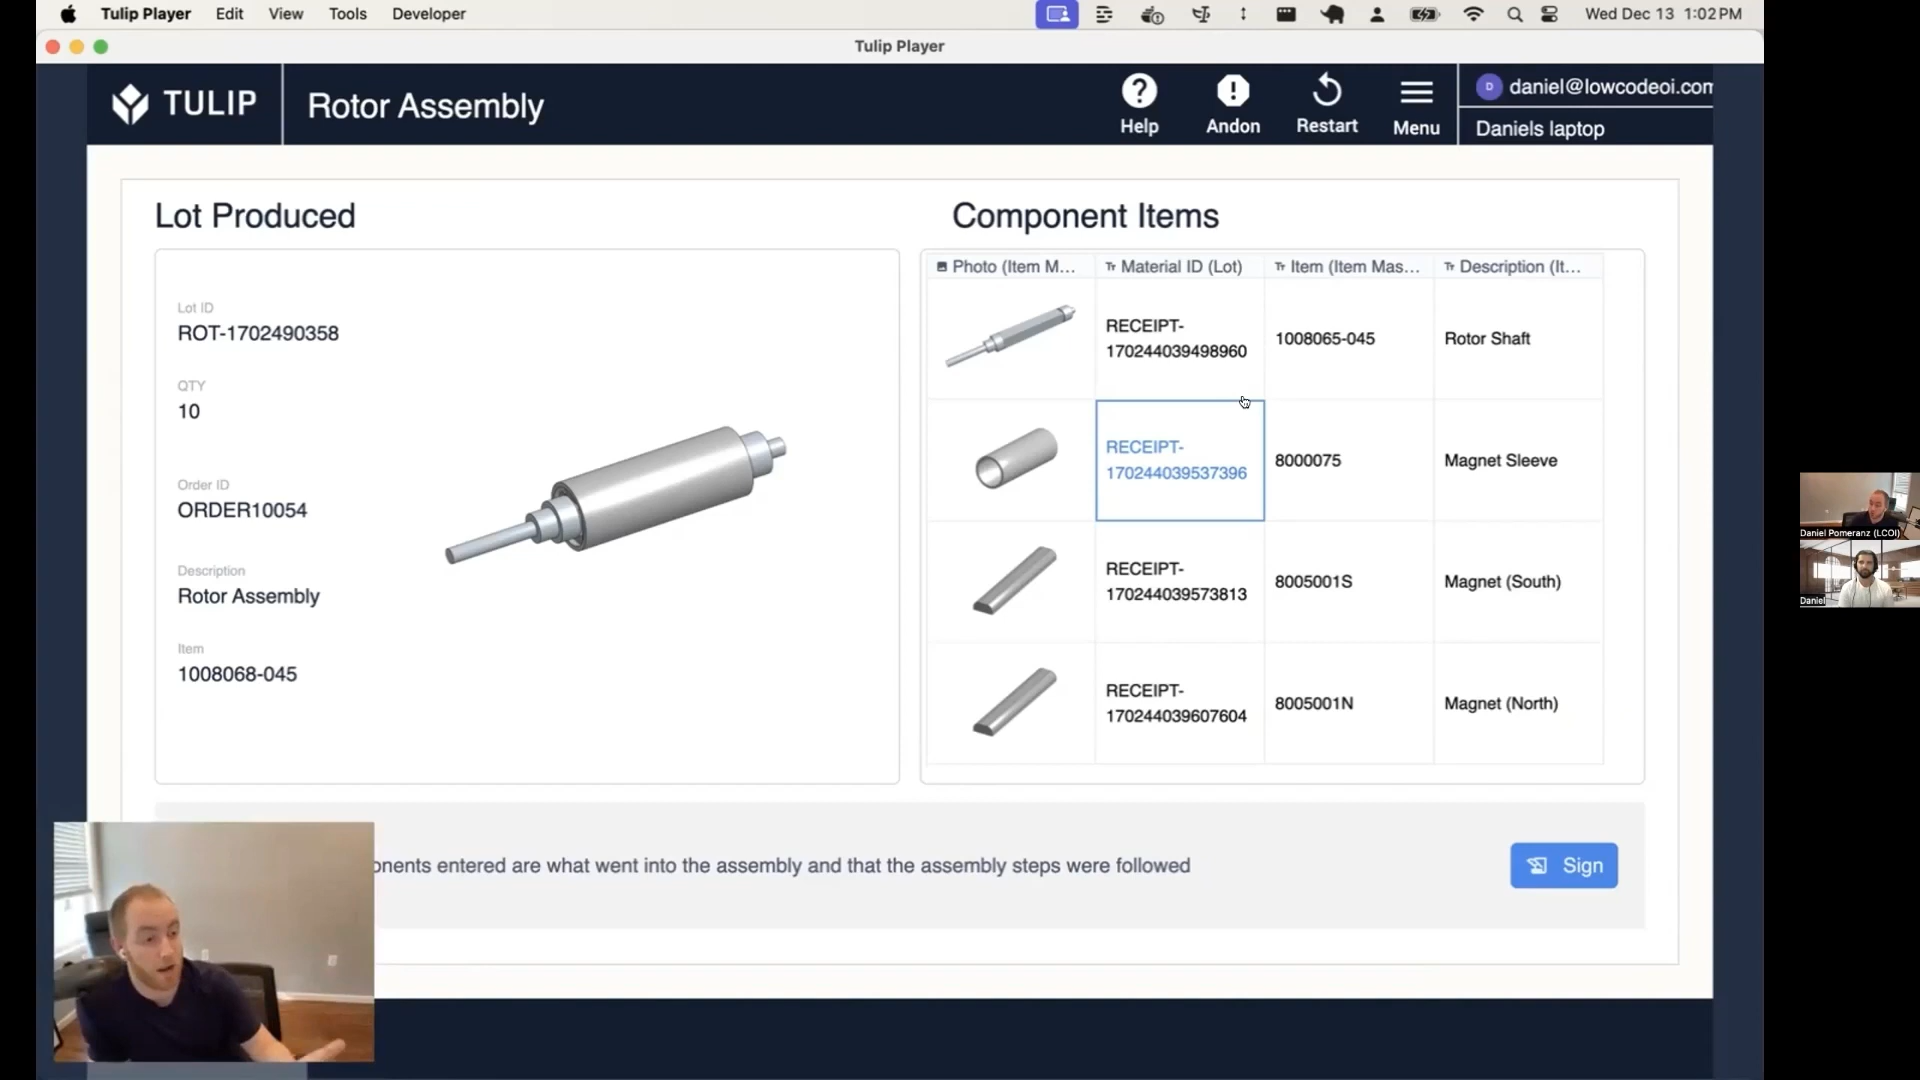 Tulip Player Edit View Tools Developer
Wed Dec 13 1:02 PM
Tulip Player
TULIP
Rotor Assembly
Help
Andon
Restart
Menu
D
daniel@lowcodeoi.com
Daniels laptop
Lot Produced
Lot ID
ROT-1702490358
QTY
10
Order ID
ORDER10054
Description
Rotor Assembly
Item
1008068-045
Component Items
Photo (Item M... Tr Material ID (Lot) Tr Item (Item Mas... Tr Description (It...
RECEIPT-
170244039498960
1008065-045
Rotor Shaft
RECEIPT-
170244039537396
8000075
Magnet Sleeve
RECEIPT-
170244039573813
8005001S
Magnet (South)
RECEIPT-
170244039607604
8005001N
Magnet (North)
onents entered are what went into the assembly and that the assembly steps were followed
Sign
Daniel Pomeranz (LCOI)
Daniel